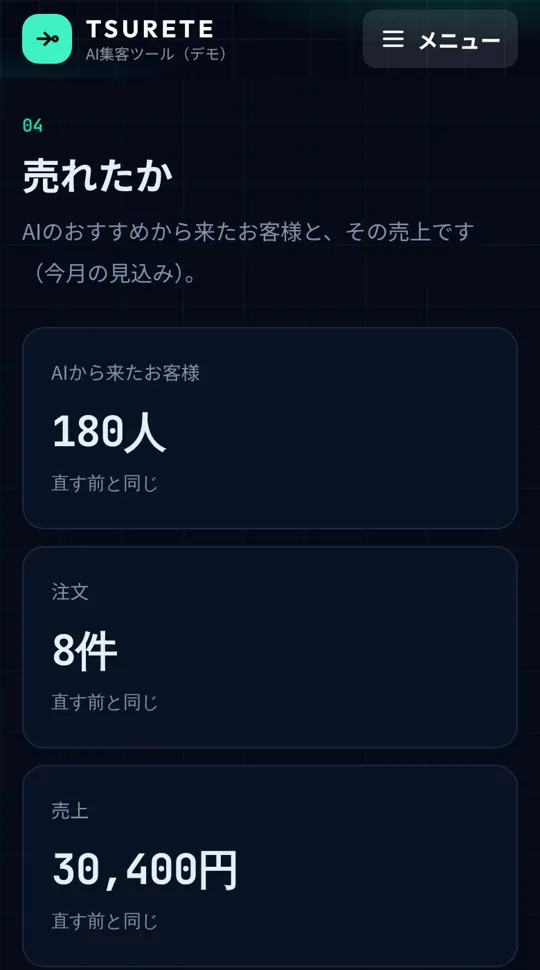 TSURETE
AI集客ツール（デモ）
メニュー
04
売れたか
AIのおすすめから来たお客様と、その売上です
（今月の見込み）。
AIから来たお客様
180人
直す前と同じ
注文
8件
直す前と同じ
売上
30,400円
直す前と同じ